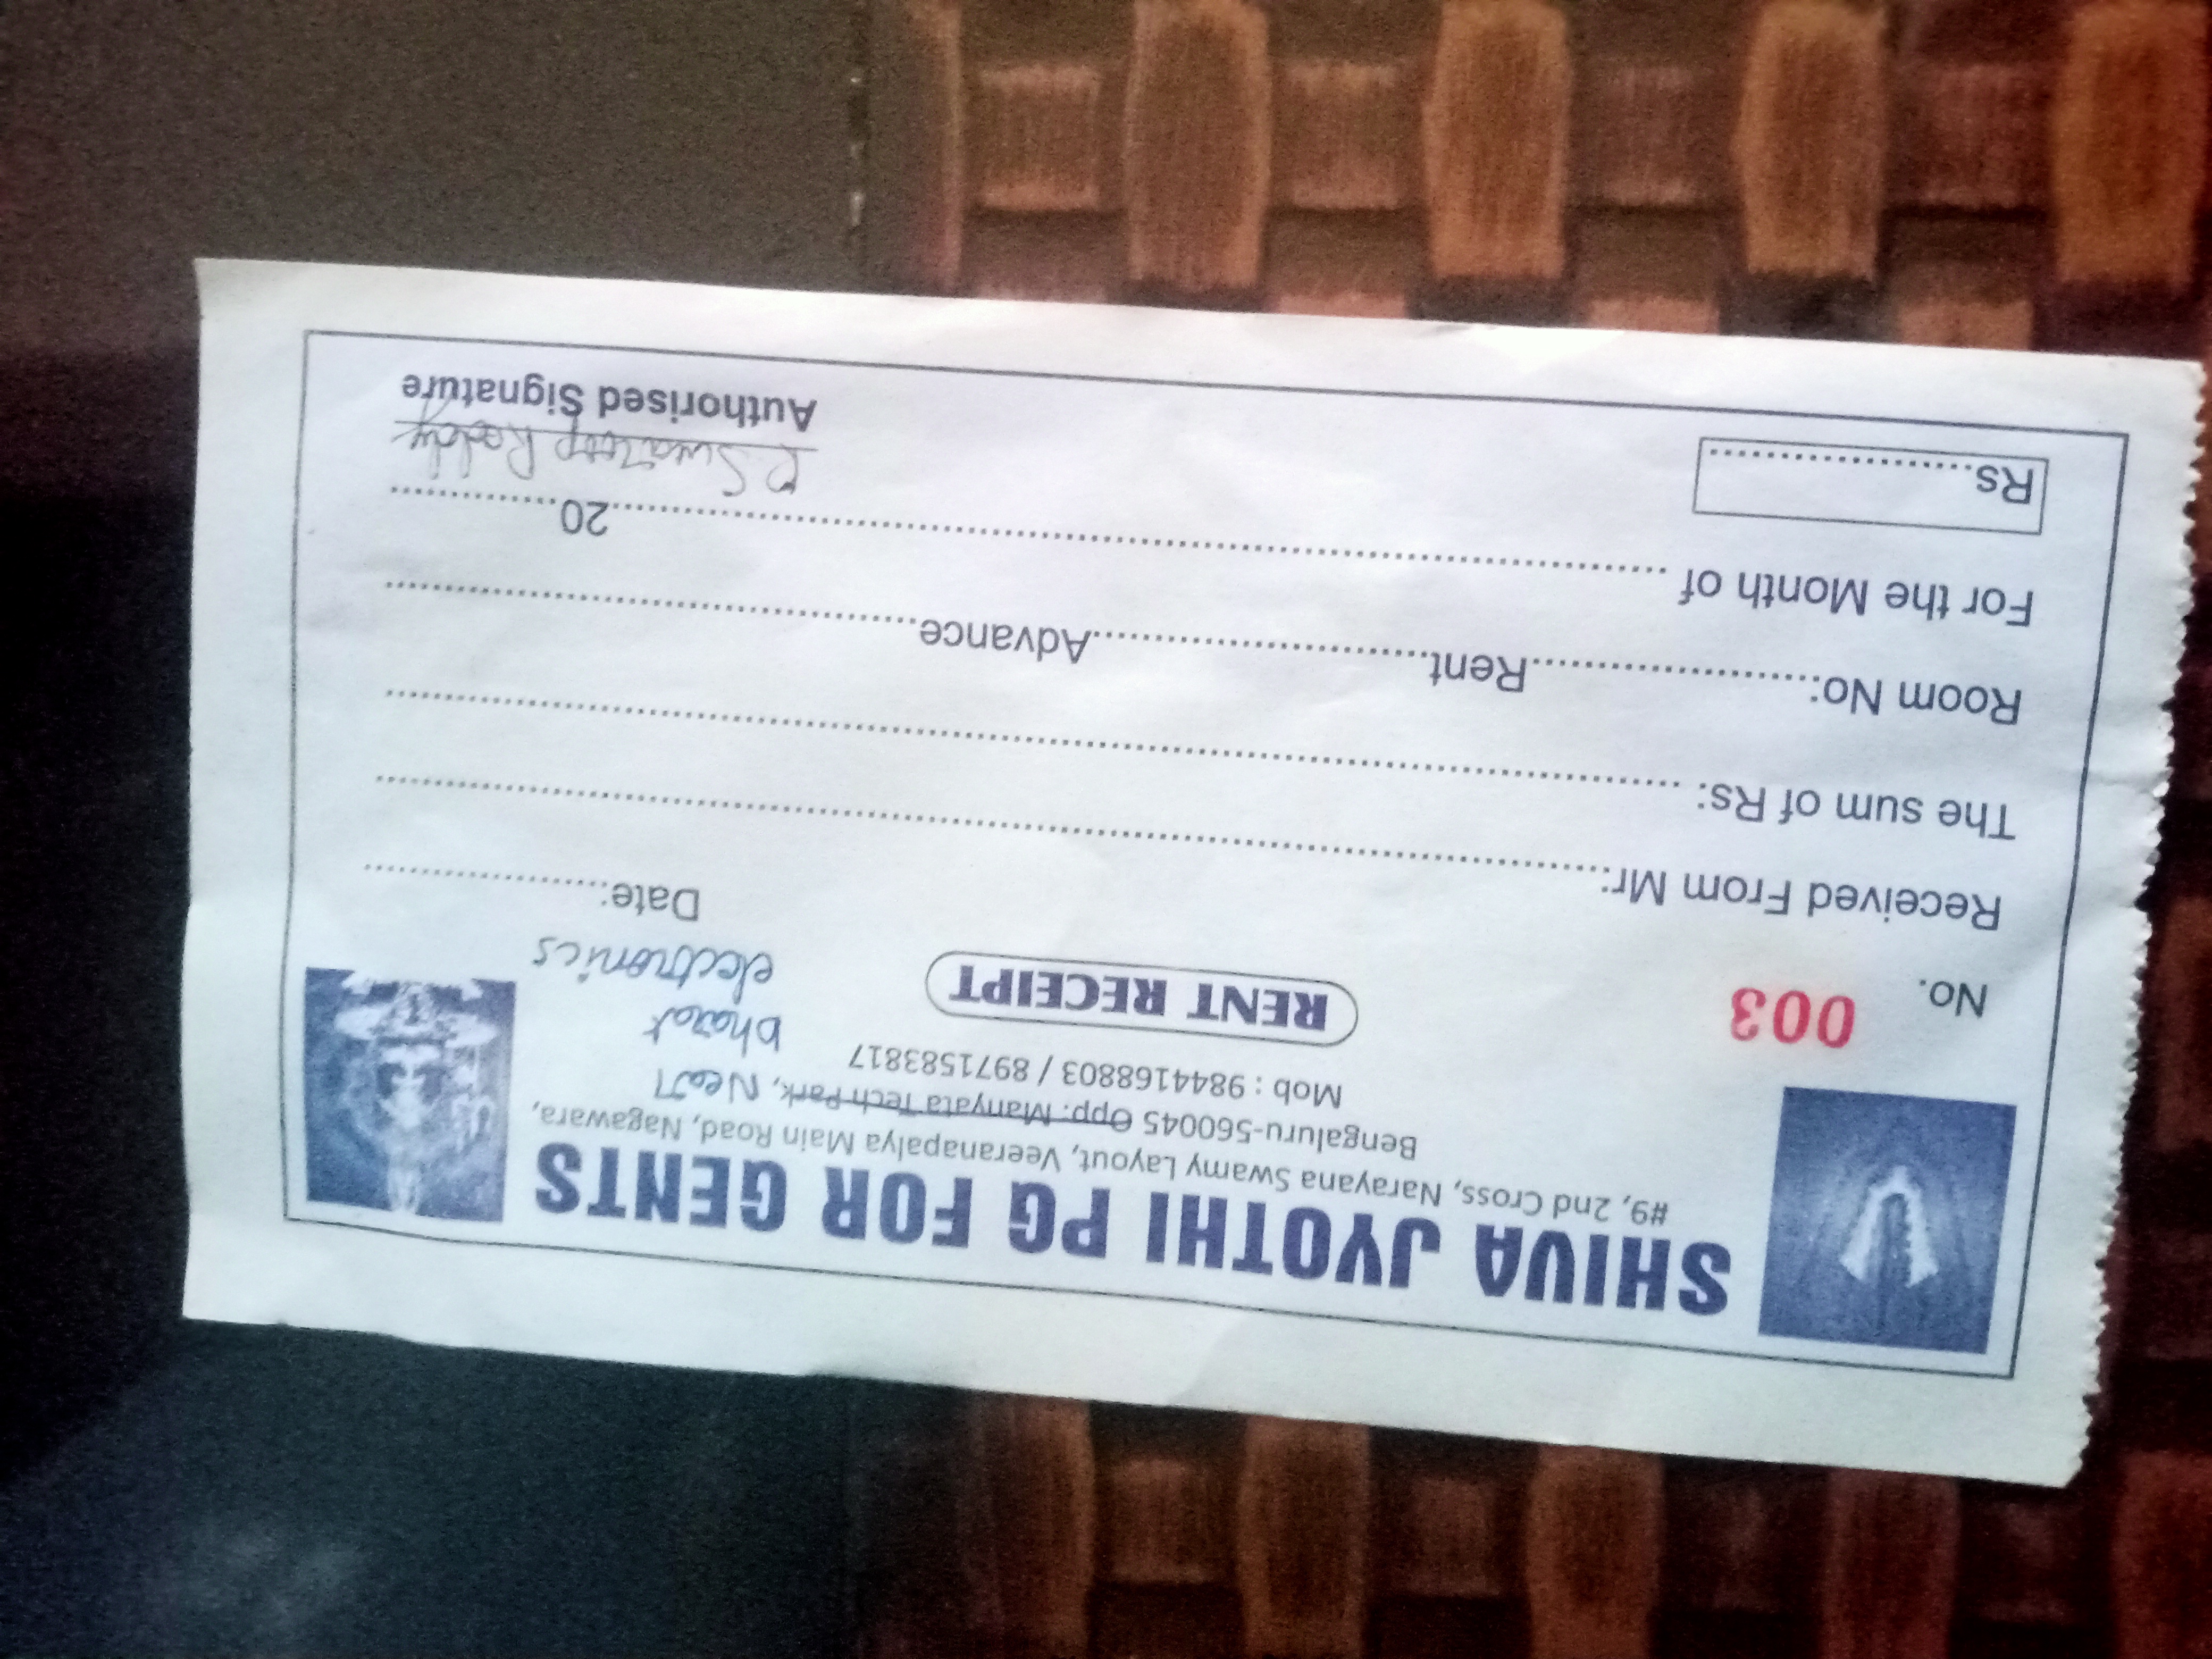 SHIVA JYOTHI PG FOR GENTS
#9, 2nd Cross, Narayana Swamy Layout, Veeranapalya Main Road, Nagawara,
Bengaluru-560045 Opp: Manyata Tech Park, Near
bharat
electronics
Mob : 9844168803 / 8971583817
No. 003
RENT RECEIPT
Date:....................
Received From Mr:....................
The sum of Rs: ....................
Room No:....................Rent....................Advance....................
For the Month of ....................20....................
Rs....................
Swaroop Reddy
Authorised Signature